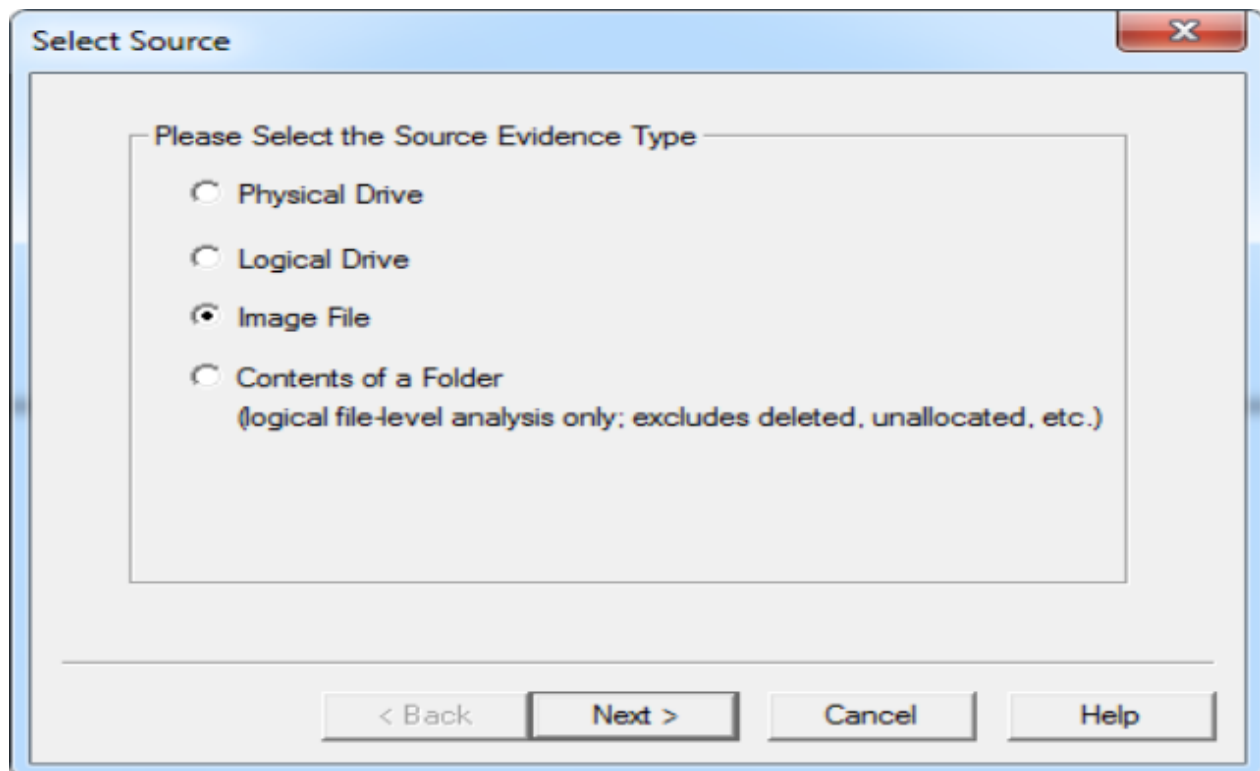 Select Source
Please Select the Source Evidence Type
Physical Drive
Logical Drive
Image File
Contents of a Folder
(logical file-level analysis only; excludes deleted, unallocated, etc.)
< Back Next > Cancel Help